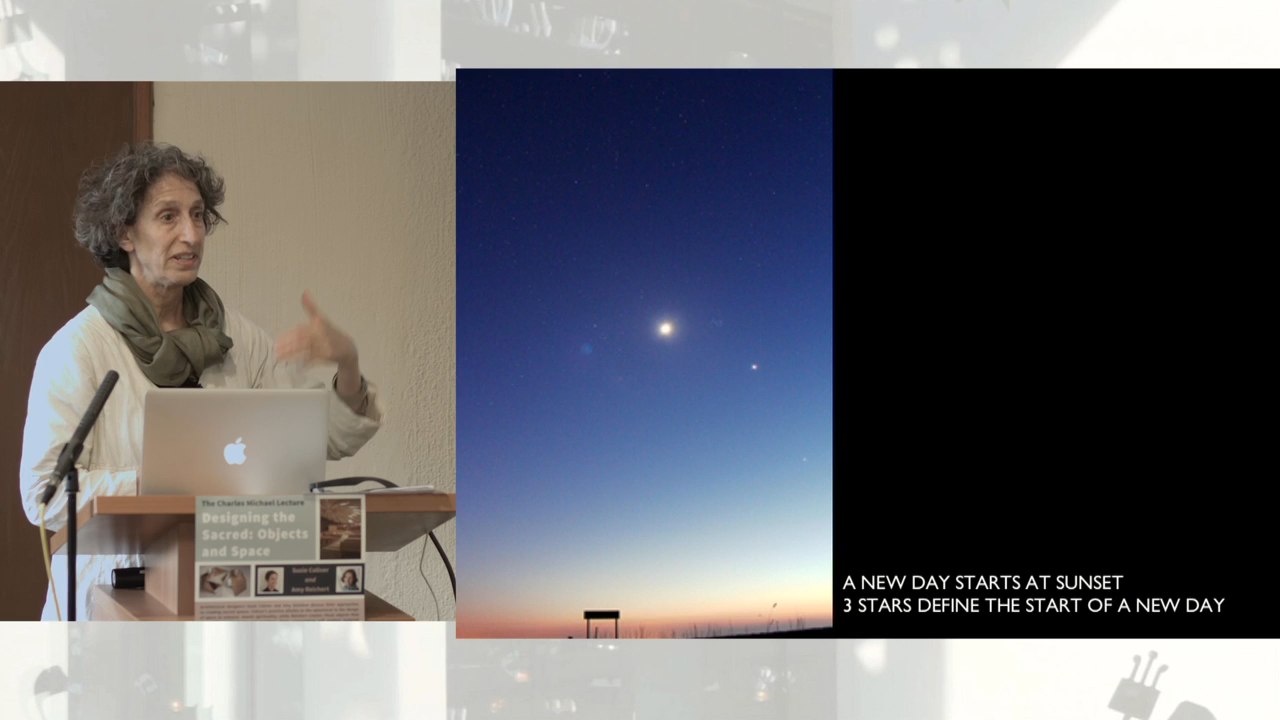 The Charles Michael Lecture
Designing the
Sacred: Objects
and Space
Susie Coliver
and
Amy Reichert
A NEW DAY STARTS AT SUNSET
3 STARS DEFINE THE START OF A NEW DAY